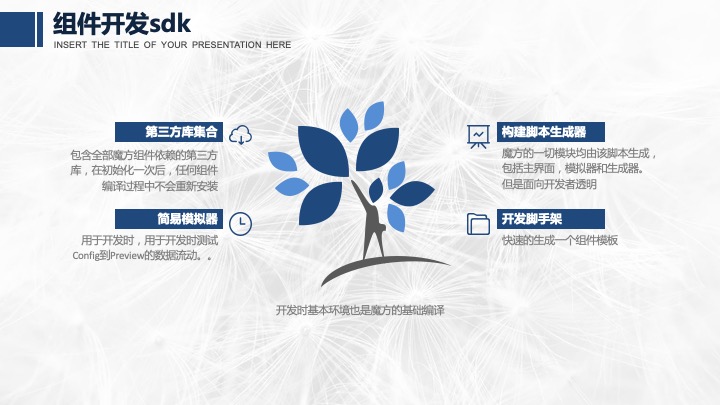 组件开发sdk
INSERT THE TITLE OF YOUR PRESENTATION HERE
第三方库集合
包含全部魔方组件依赖的第三方
库，在初始化一次后，任何组件
编译过程中不会重新安装
简易模拟器
用于开发时，用于开发时测试
Config到Preview的数据流动。。
构建脚本生成器
魔方的一切模块均由该脚本生成，
包括主界面，模拟器和生成器。
但是面向开发者透明
开发脚手架
快速的生成一个组件模板
开发时基本环境也是魔方的基础编译